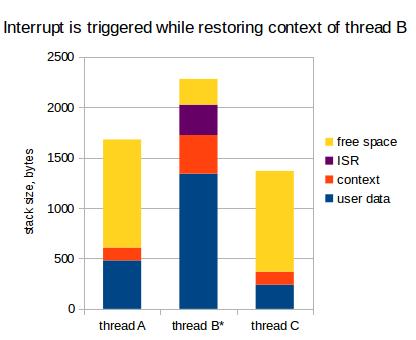 Interrupt is triggered while restoring context of thread B
2500
2000
1500
1000
500
0
stack size, bytes
thread A
thread B*
thread C
free space
ISR
context
user data